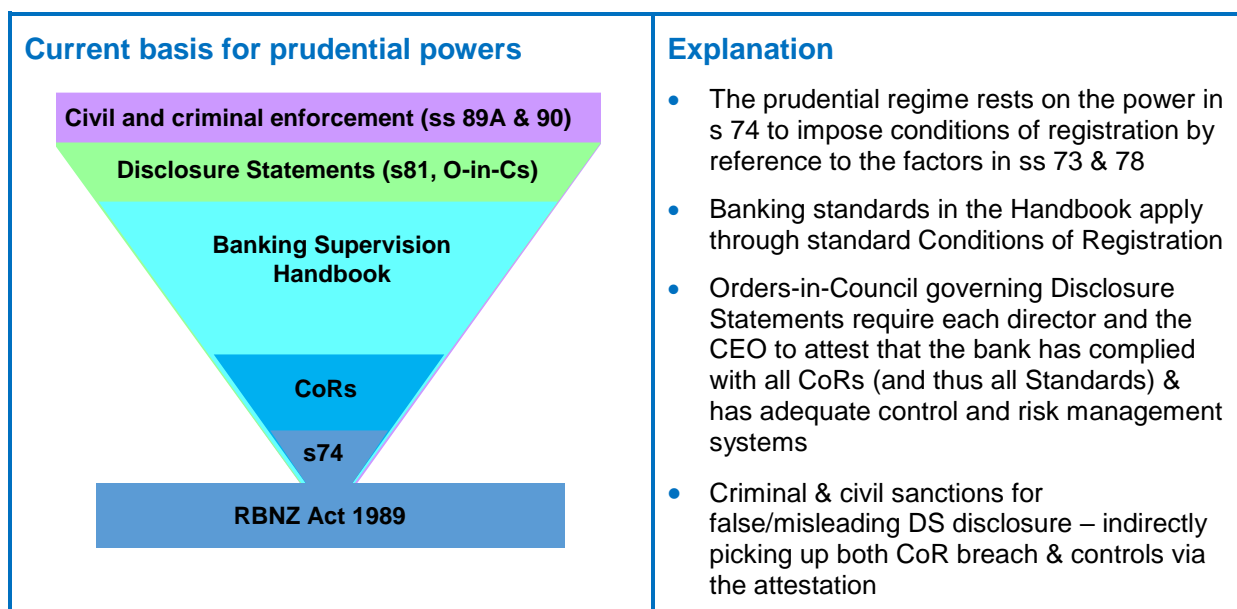 Current basis for prudential powers
Civil and criminal enforcement (ss 89A & 90)
Disclosure Statements (s81, O-in-Cs)
Banking Supervision
Handbook
CoRs
s74
RBNZ Act 1989
Explanation
• The prudential regime rests on the power in
s 74 to impose conditions of registration by
reference to the factors in ss 73 & 78
• Banking standards in the Handbook apply
through standard Conditions of Registration
• Orders-in-Council governing Disclosure
Statements require each director and the
CEO to attest that the bank has complied
with all CoRs (and thus all Standards) &
has adequate control and risk management
systems
• Criminal & civil sanctions for
false/misleading DS disclosure – indirectly
picking up both CoR breach & controls via
the attestation